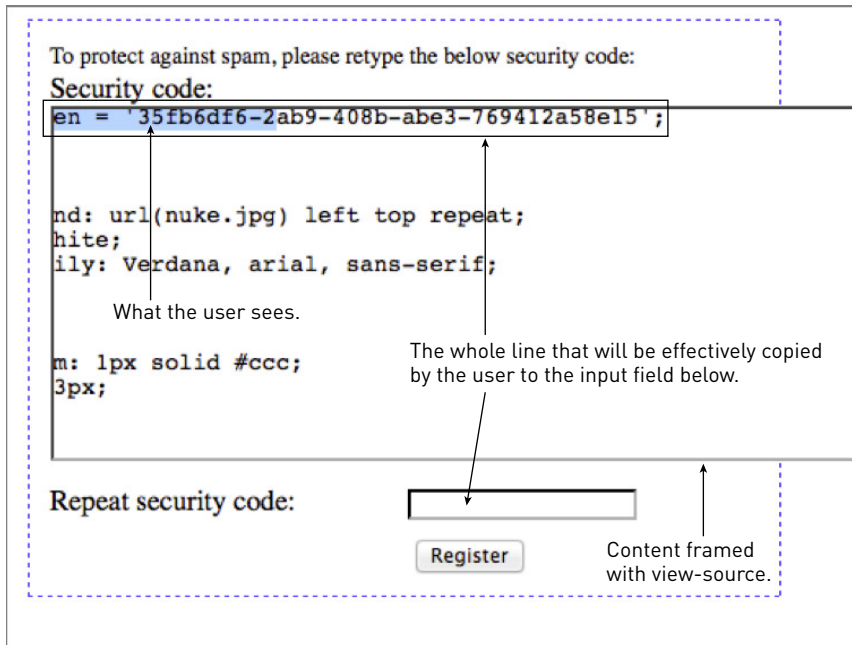 To protect against spam, please retype the below security code:
Security code:
en = '35fb6df6-2ab9-408b-abe3-769412a58e15';
nd: url(nuke.jpg) left top repeat;
hite;
ily: Verdana, arial, sans-serif;
What the user sees.
m: 1px solid #ccc;
3px;
The whole line that will be effectively copied
by the user to the input field below.
Repeat security code:
Register
Content framed
with view-source.